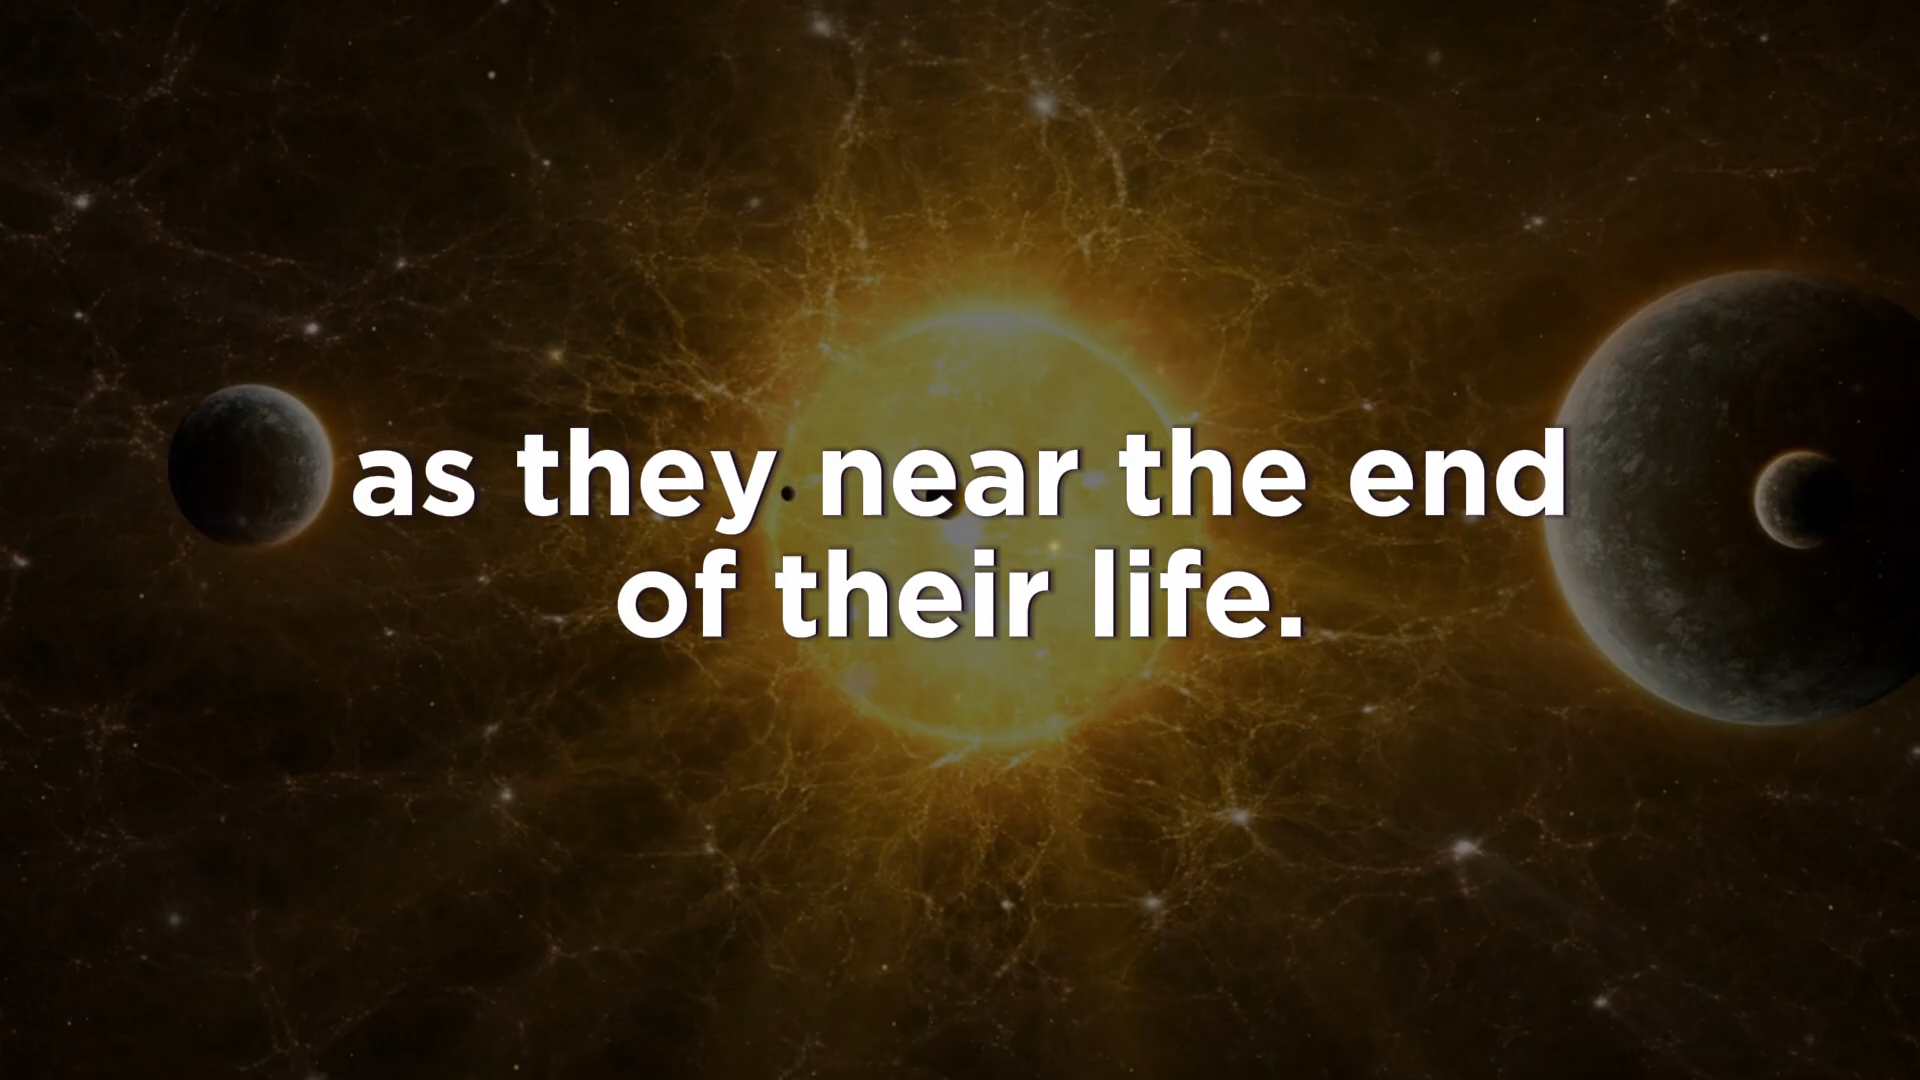 as they near the end
of their life.